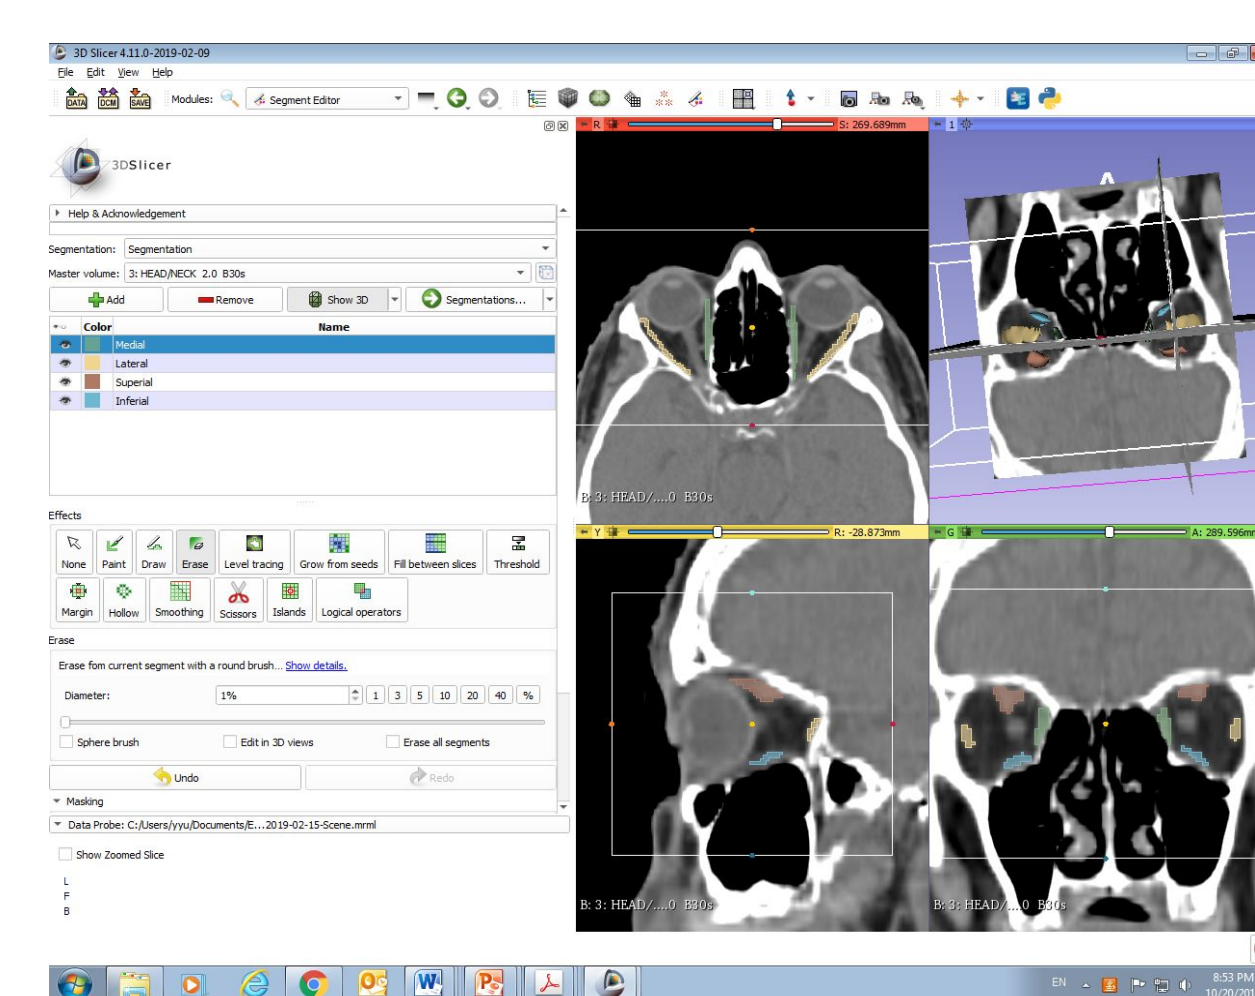 3D Slicer 4.11.0-2019-02-09
File Edit View Help
DATA DCM SAVE Modules: Segment Editor
3DSlicer
Help & Acknowledgement
Segmentation: Segmentation
Master volume: 3: HEAD/NECK 2.0 B30s
Add Remove Show 3D Segmentations...
Color Name
Medial
Lateral
Superial
Inferial
Effects
None Paint Draw Erase Level tracing Grow from seeds Fill between slices Threshold
Margin Hollow Smoothing Scissors Islands Logical operators
Erase
Erase fom current segment with a round brush... Show details.
Diameter: 1% 1 3 5 10 20 40 %
Sphere brush Edit in 3D views Erase all segments
Undo Redo
Masking
Data Probe: C:/Users/yyu/Documents/E...2019-02-15-Scene.mrml
Show Zoomed Slice
L
F
B
R S: 269.689mm
B: 3: HEAD/....0 B30s
1
A
Y R: -28.873mm
B: 3: HEAD/....0 B30s
G A: 289.596mm
B: 3: HEAD/....0 B30s
EN 8:53 PM